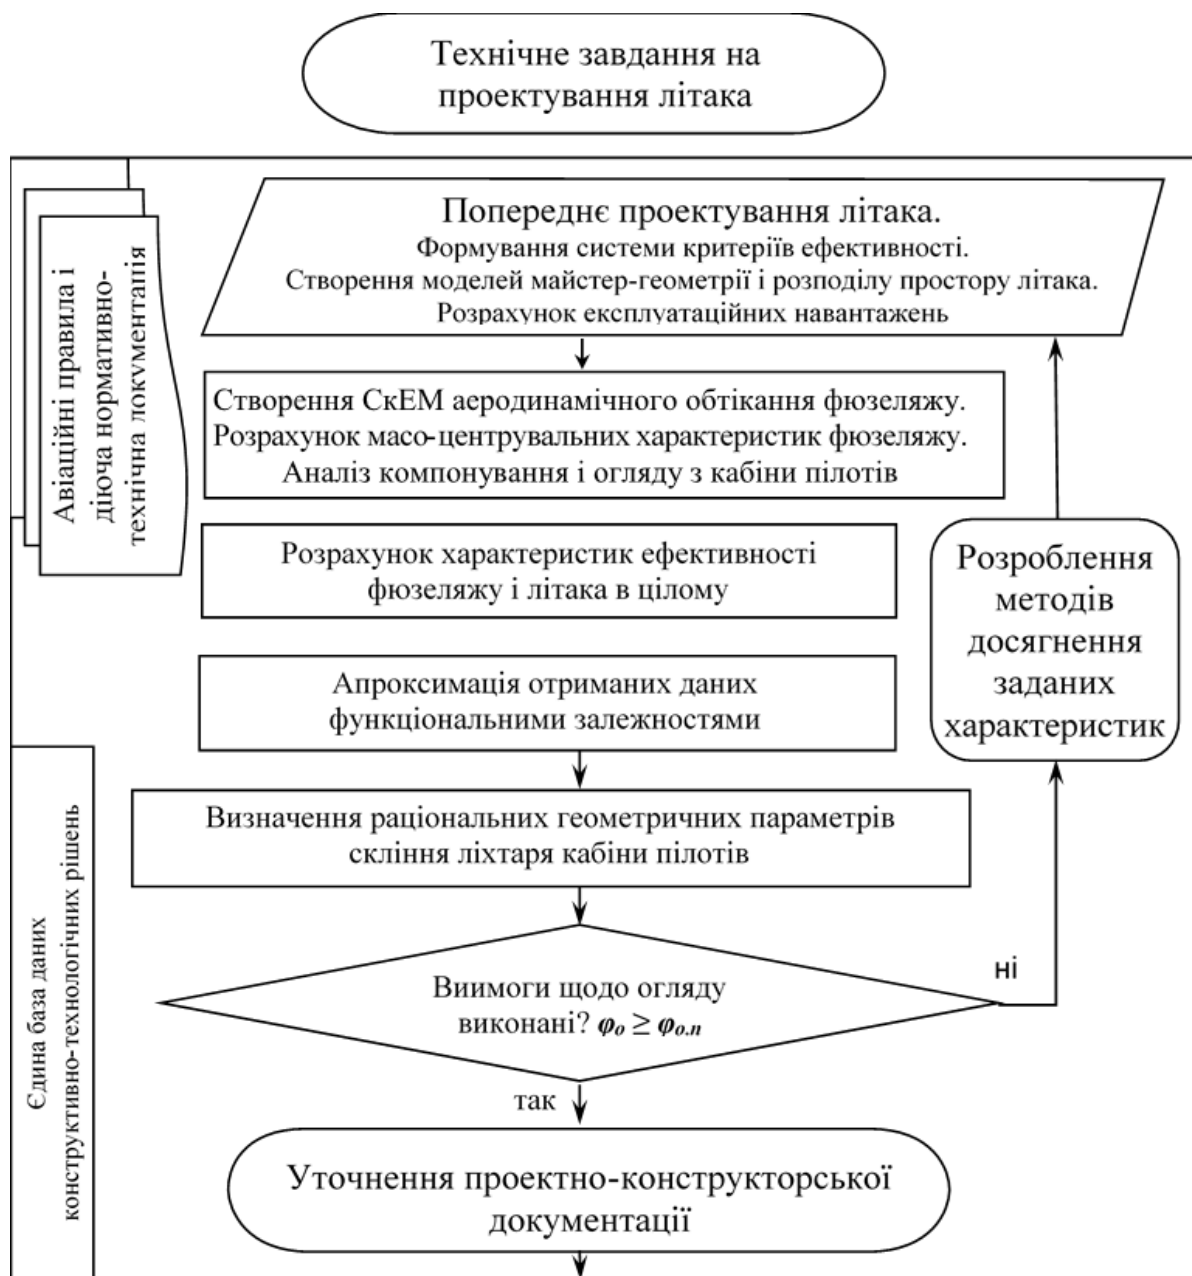 Технічне завдання на
проектування літака
Авіаційні правила і
діюча нормативно-
технічна документація
Попереднє проектування літака.
Формування системи критеріїв ефективності.
Створення моделей майстер-геометрії і розподілу простору літака.
Розрахунок експлуатаційних навантажень
Створення СкЕМ аеродинамічного обтікання фюзеляжу.
Розрахунок масо-центрувальних характеристик фюзеляжу.
Аналіз компонування і огляду з кабіни пілотів
Розрахунок характеристик ефективності
фюзеляжу і літака в цілому
Розроблення
методів
досягнення
заданих
характеристик
Апроксимація отриманих даних
функціональними залежностями
Єдина база даних
конструктивно-технологічних рішень
Визначення раціональних геометричних параметрів
скління ліхтаря кабіни пілотів
Виимоги щодо огляду
виконані? φо ≥ φо.п
ні
так
Уточнення проектно-конструкторської
документації